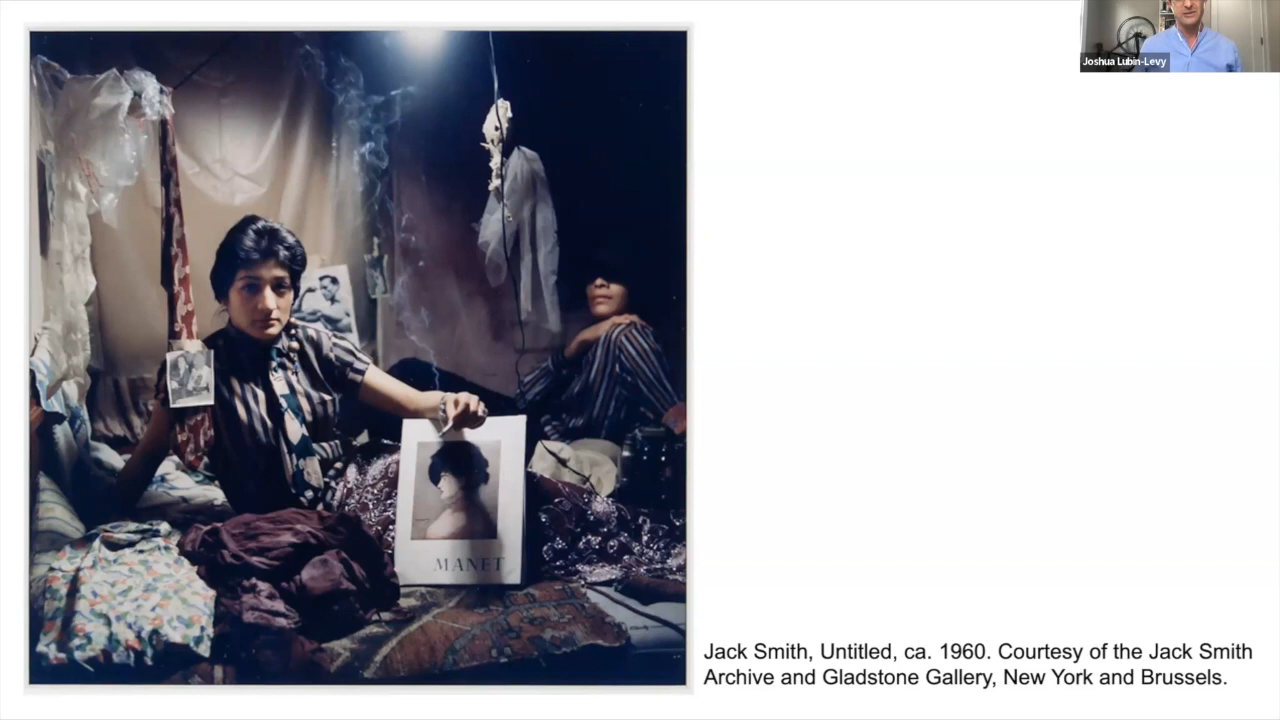 Joshua Lubin-Levy
MANET
Jack Smith, Untitled, ca. 1960. Courtesy of the Jack Smith
Archive and Gladstone Gallery, New York and Brussels.